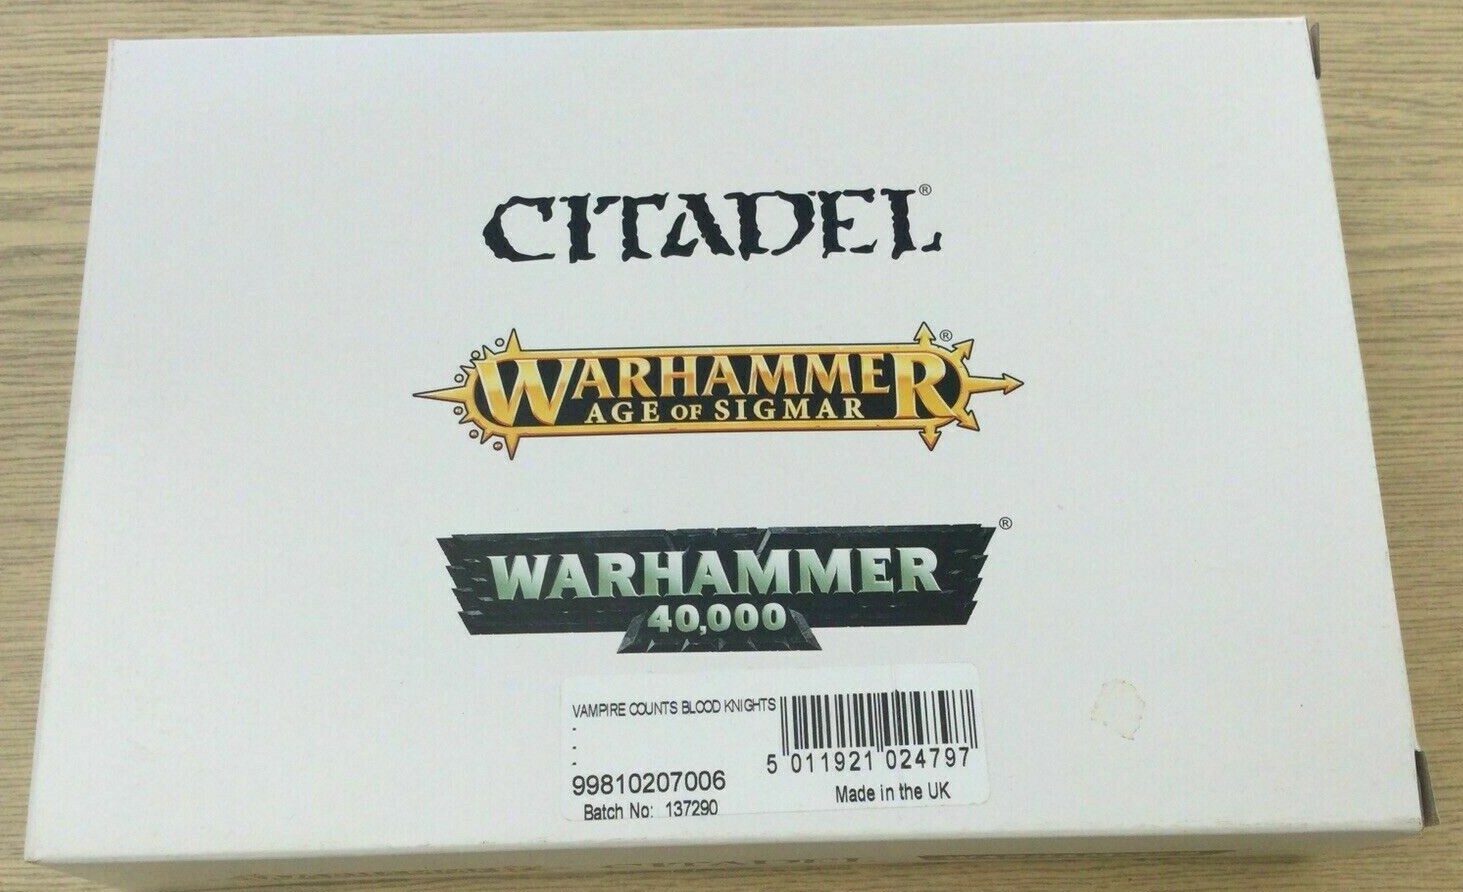 CITADEL®
WARHAMMER®
AGE OF SIGMAR
WARHAMMER®
40,000
VAMPIRE COUNTS BLOOD KNIGHTS
-
-
-
99810207006
Batch No: 137290
5 011921 024797
Made in the UK
CITADEL